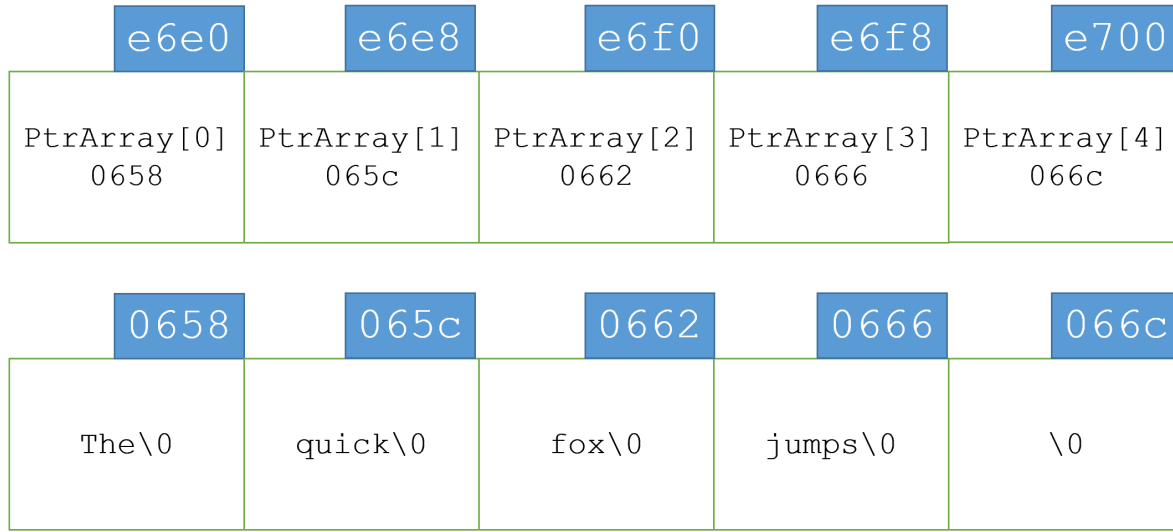 e6e0 e6e8 e6f0 e6f8 e700
PtrArray[0] PtrArray[1] PtrArray[2] PtrArray[3] PtrArray[4]
0658 065c 0662 0666 066c
0658 065c 0662 0666 066c
The\0 quick\0 fox\0 jumps\0 \0